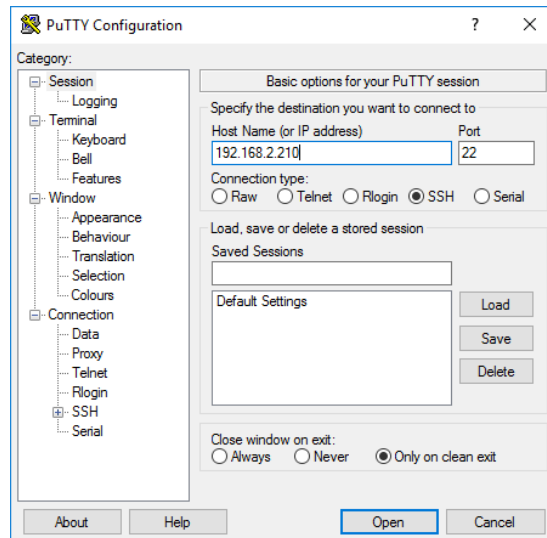 PuTTY Configuration
Category:
Session
Logging
Terminal
Keyboard
Bell
Features
Window
Appearance
Behaviour
Translation
Selection
Colours
Connection
Data
Proxy
Telnet
Rlogin
SSH
Serial
Basic options for your PuTTY session
Specify the destination you want to connect to
Host Name (or IP address) Port
192.168.2.210 22
Connection type:
Raw Telnet Rlogin SSH Serial
Load, save or delete a stored session
Saved Sessions
Default Settings
Load
Save
Delete
Close window on exit:
Always Never Only on clean exit
About Help Open Cancel